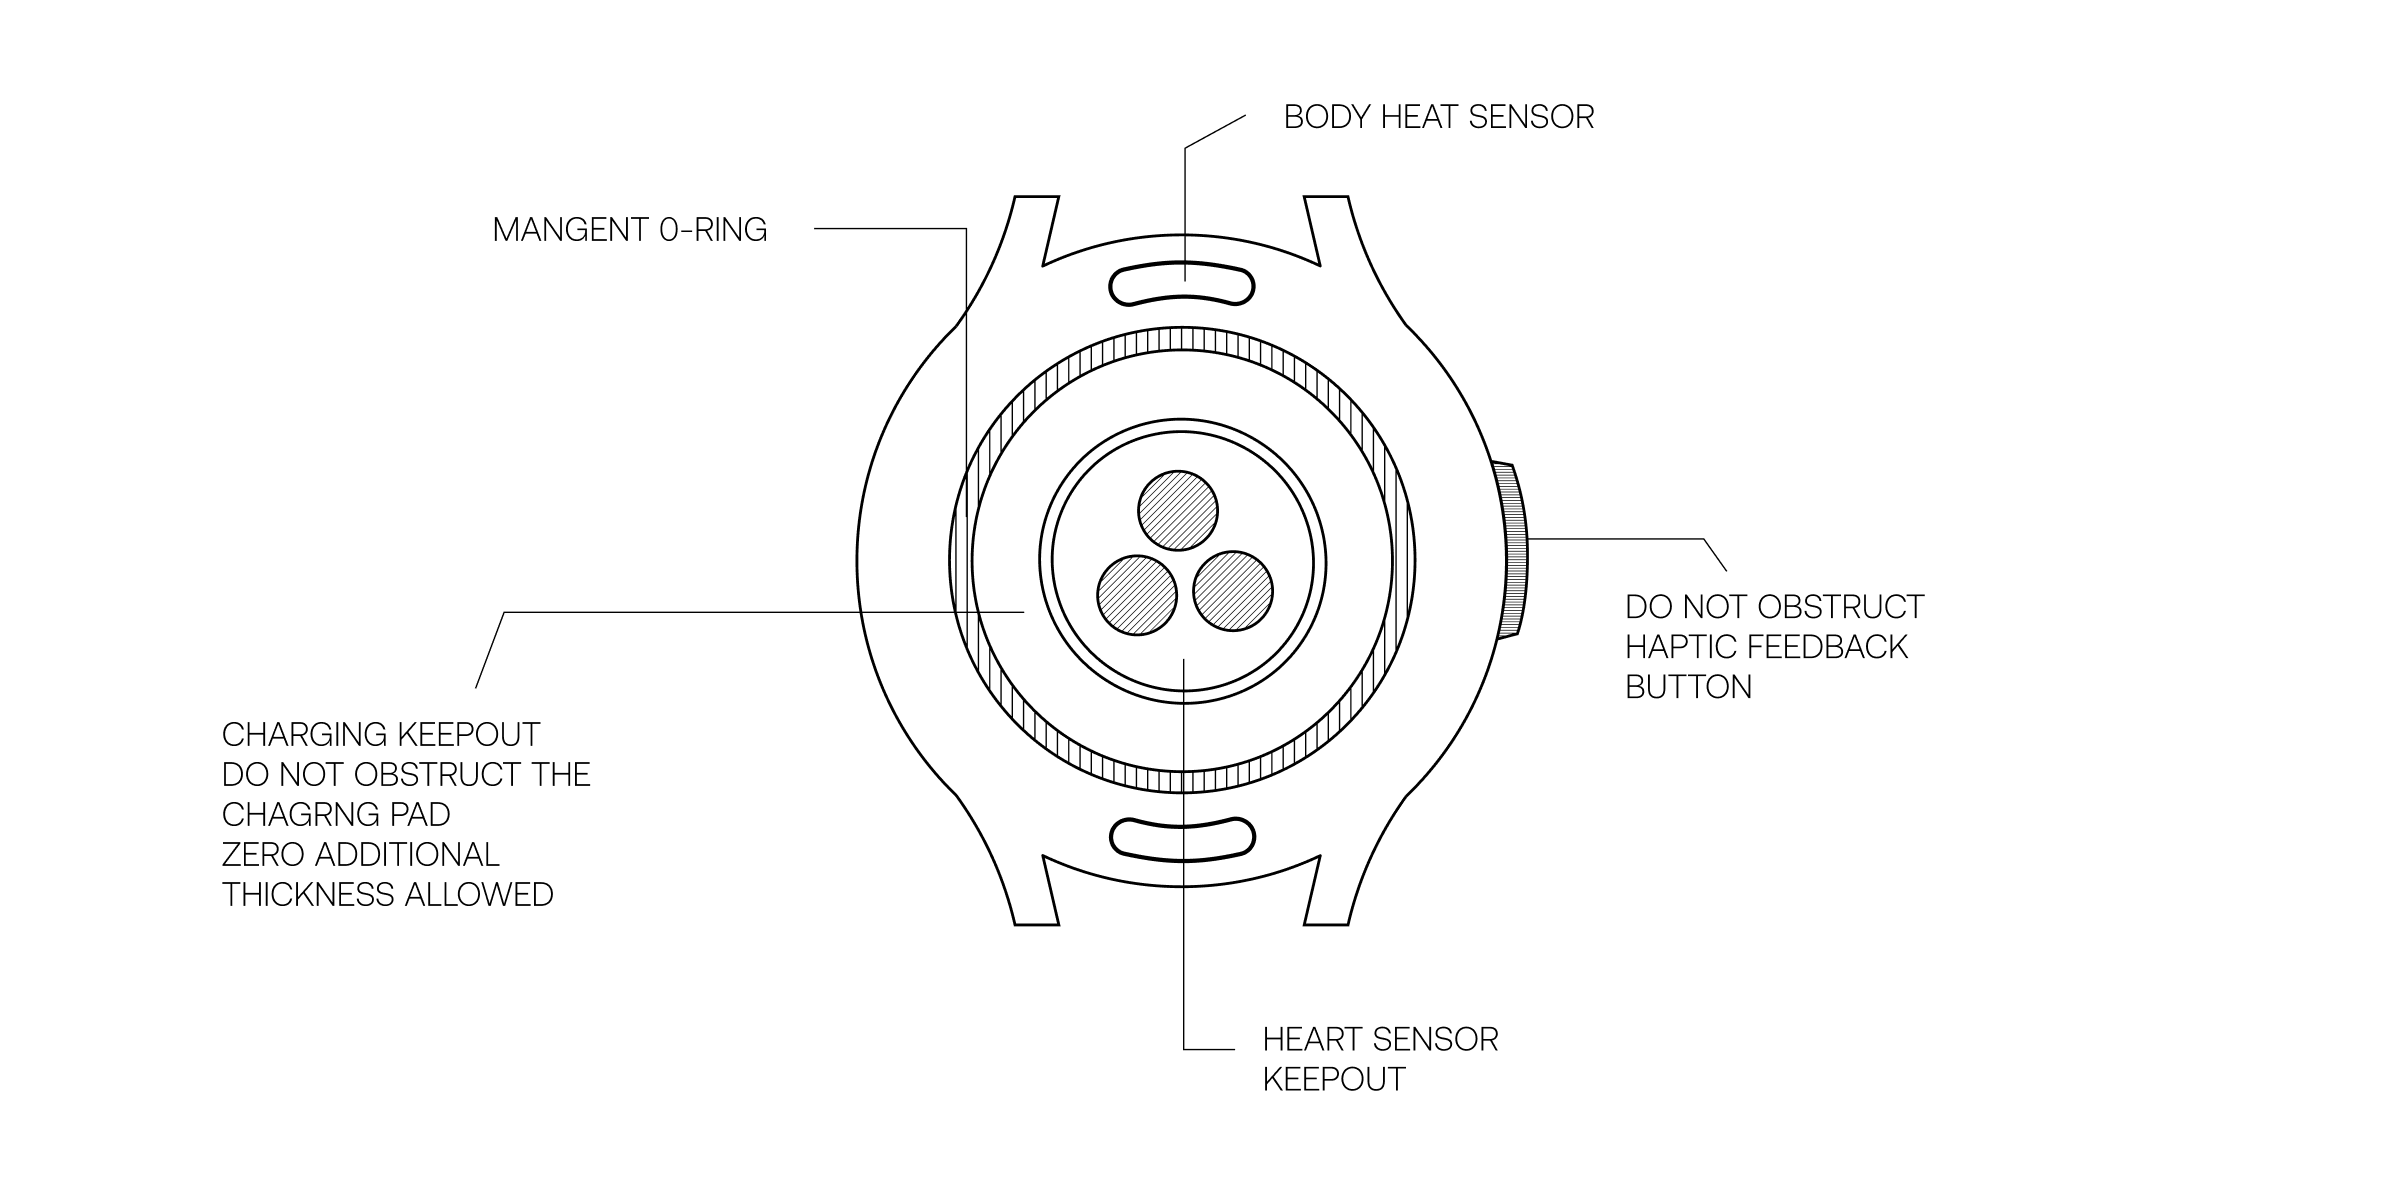 BODY HEAT SENSOR
MANGENT 0-RING
DO NOT OBSTRUCT
HAPTIC FEEDBACK
BUTTON
CHARGING KEEPOUT
DO NOT OBSTRUCT THE
CHAGRNG PAD
ZERO ADDITIONAL
THICKNESS ALLOWED
HEART SENSOR
KEEPOUT